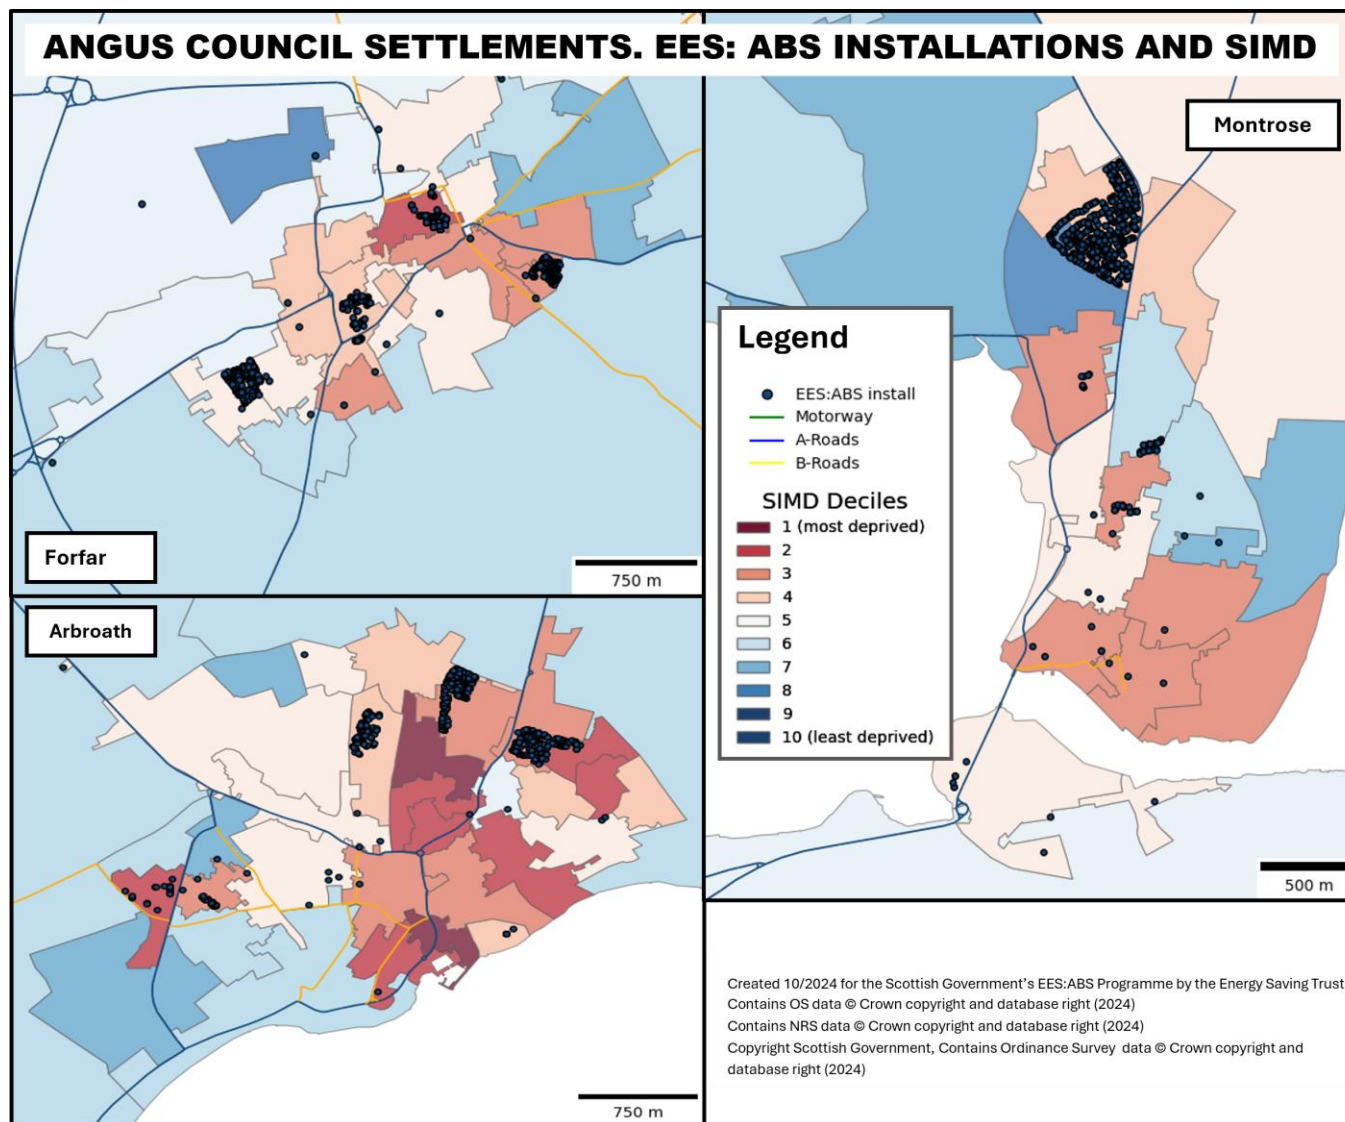 ANGUS COUNCIL SETTLEMENTS. EES: ABS INSTALLATIONS AND SIMD
Montrose
Legend
EES:ABS install
Motorway
A-Roads
B-Roads
SIMD Deciles
1 (most deprived)
2
3
4
5
6
7
8
9
10 (least deprived)
Forfar
750 m
Arbroath
750 m
500 m
Created 10/2024 for the Scottish Government’s EES:ABS Programme by the Energy Saving Trust
Contains OS data © Crown copyright and database right (2024)
Contains NRS data © Crown copyright and database right (2024)
Copyright Scottish Government, Contains Ordinance Survey data © Crown copyright and
database right (2024)